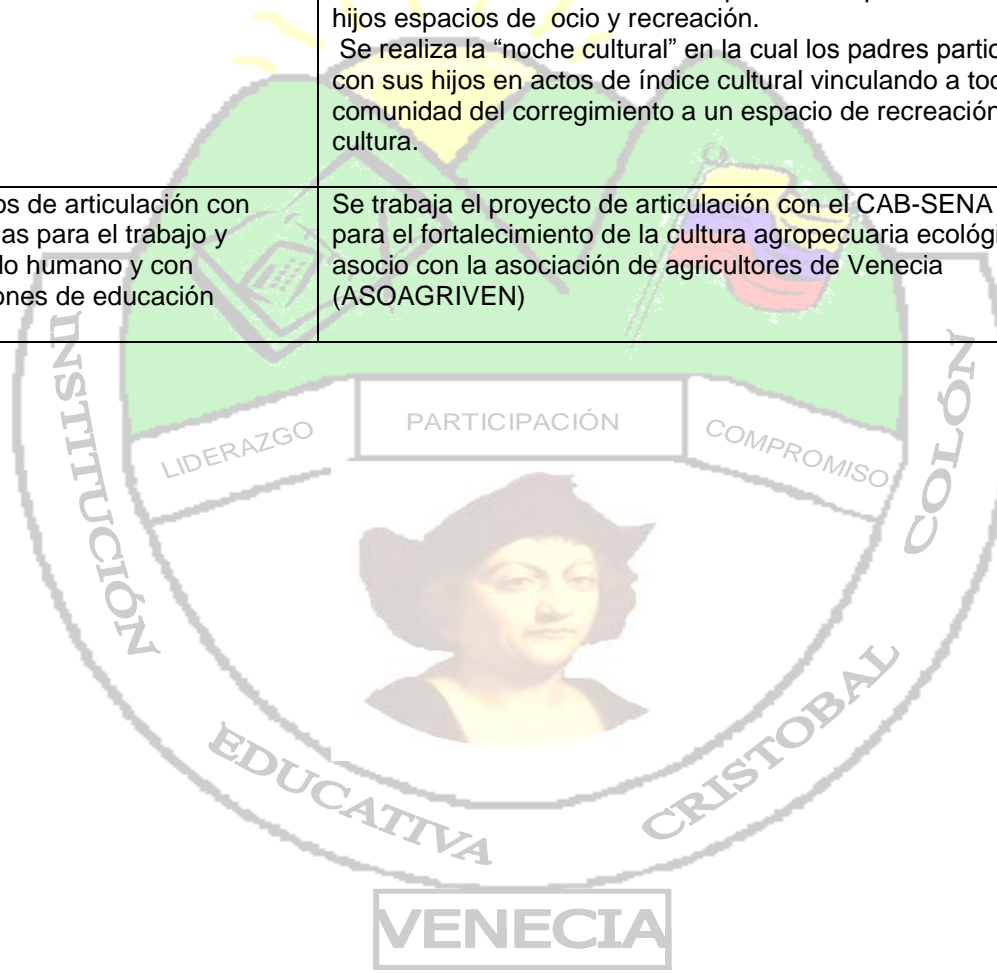 hijos espacios de ocio y recreación.
Se realiza la “noche cultural” en la cual los padres
con sus hijos en actos de índice cultural vinculando a
comunidad del corregimiento a un espacio de recreación
cultura.
de articulación con
para el trabajo y
humano y con
de educación
Se trabaja el proyecto de articulación con el CAB-SENA
para el fortalecimiento de la cultura agropecuaria
asocio con la asociación de agricultores de Venecia
(ASOAGRIVEN)
LIDERAZGO
PARTICIPACIÓN
COMPROMISO
INSTITUCIÓN
EDUCATIVA
CRISTOBAL
COLÓN
VENECIA